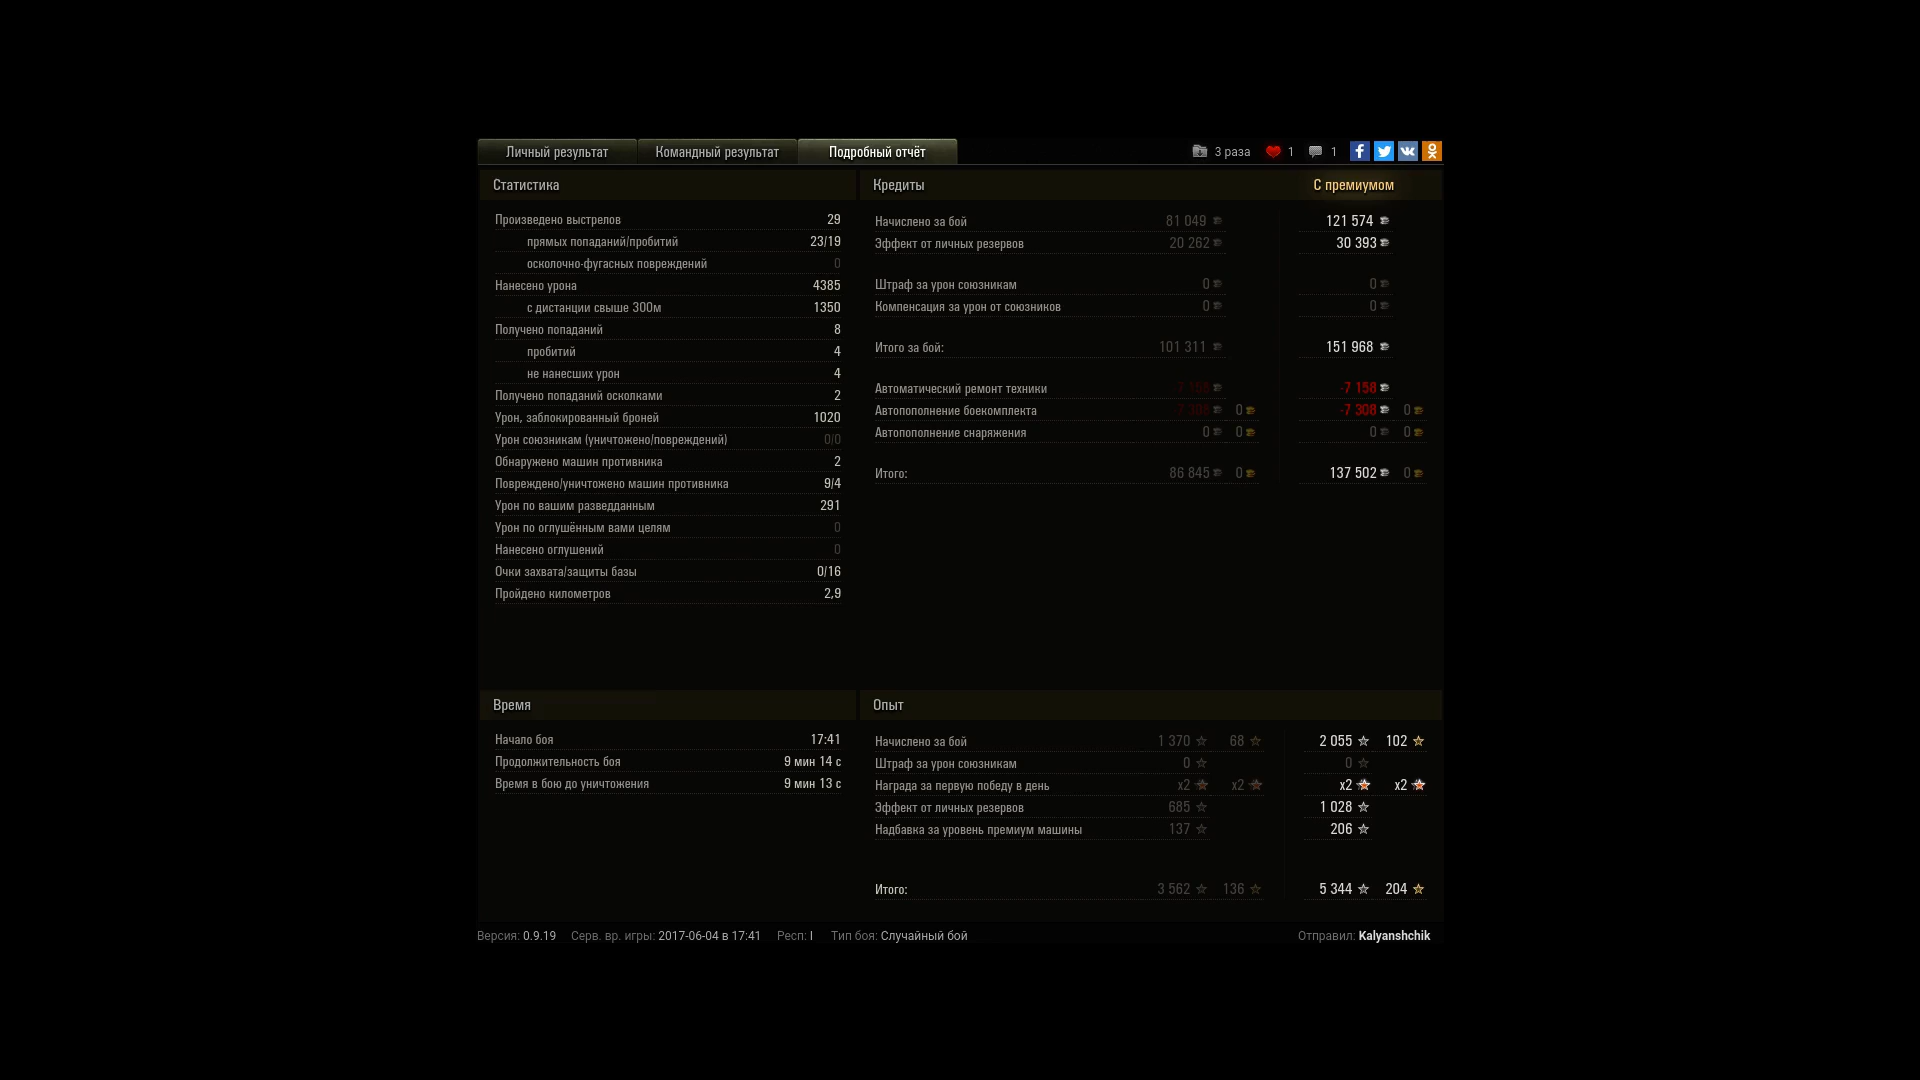 Личный результат Командный результат Подробный отчёт 3 раза 1 1
Статистика
Произведено выстрелов 29
прямых попаданий/пробитий 23/19
осколочно-фугасных повреждений 0
Нанесено урона 4385
с дистанции свыше 300м 1350
Получено попаданий 8
пробитий 4
не нанесших урон 4
Получено попаданий осколками 2
Урон, заблокированный броней 1020
Урон союзникам (уничтожено/повреждений) 0/0
Обнаружено машин противника 2
Повреждено/уничтожено машин противника 9/4
Урон по вашим разведданным 291
Урон по оглушённым вами целям 0
Нанесено оглушений 0
Очки захвата/защиты базы 0/16
Пройдено километров 2,9
Кредиты С премиумом
Начислено за бой 81 049 121 574
Эффект от личных резервов 20 262 30 393
Штраф за урон союзникам 0 0
Компенсация за урон от союзников 0 0
Итого за бой: 101 311 151 968
Автоматический ремонт техники -7 158 -7 158
Автопополнение боекомплекта -7 308 0 -7 308 0
Автопополнение снаряжения 0 0 0 0
Итого: 86 845 0 137 502 0
Время
Начало боя 17:41
Продолжительность боя 9 мин 14 с
Время в бою до уничтожения 9 мин 13 с
Опыт
Начислено за бой 1 370 68 2 055 102
Штраф за урон союзникам 0 0
Награда за первую победу в день x2 x2 x2 x2
Эффект от личных резервов 685 1 028
Надбавка за уровень премиум машины 137 206
Итого: 3 562 136 5 344 204
Версия: 0.9.19 Серв. вр. игры: 2017-06-04 в 17:41 Респ: I Тип боя: Случайный бой Отправил: Kalyanshchik